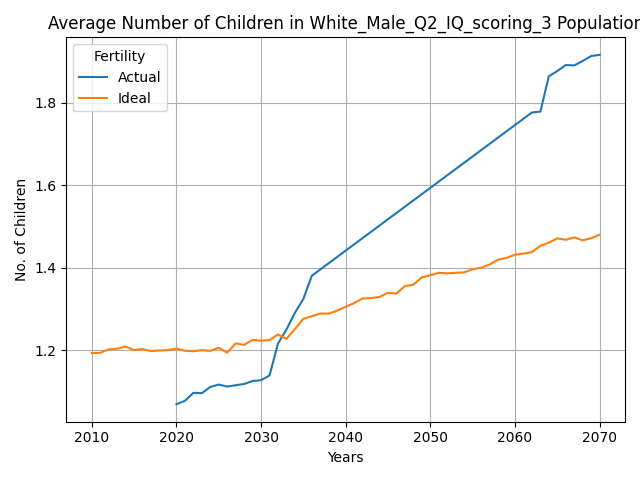 Average Number of Children in White_Male_Q2_IQ_scoring_3 Population
Fertility
Actual
Ideal
No. of Children
1.8
1.6
1.4
1.2
2010 2020 2030 2040 2050 2060 2070
Years